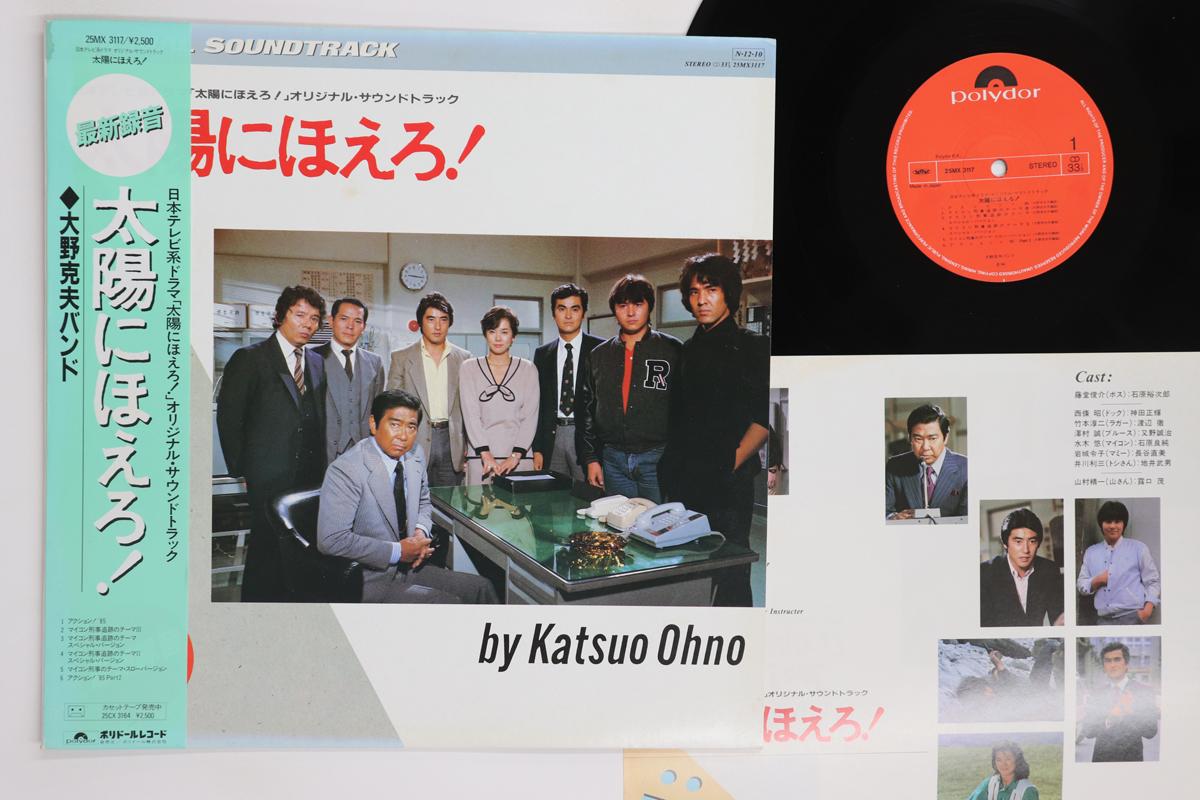 25MX 3117/¥2,500
日本テレビ系ドラマ オリジナル・サウンドトラック
太陽にほえろ!
最新録音
日本テレビ系ドラマ「太陽にほえろ!」オリジナル・サウンドトラック
太陽にほえろ!
◆大野克夫バンド
1 アクション! '85
2 マイコン刑事追跡のテーマIII
3 マイコン刑事追跡のテーマ
スペシャル・バージョン
4 マイコン刑事追跡のテーマII
スペシャル・バージョン
5 マイコン刑事のテーマ・スローバージョン
6 アクション! '85 Part2
カセットテープ発売中
25CX 3164 ¥2,500
polydor ポリドールレコード
L SOUNDTRACK
N·12·10
STEREO 33⅓ 25MX3117
「太陽にほえろ!」オリジナル・サウンドトラック
陽にほえろ!
R
by Katsuo Ohno
polydor
1
STEREO
33⅓
25MX 3117
Made in Japan
太陽にほえろ!
Cast:
藤堂俊介(ボス):石原裕次郎
西條 昭(ドック):神田正輝
竹本淳二(ラガー):渡辺 徹
澤村 誠(ブルース):又野誠治
水木 悠(マイコン):石原良純
岩城令子(マミー):長谷直美
井川利三(トシさん):地井武男
山村精一(山さん):露口 茂
Instructer
オリジナル・サウンドトラック
ほえろ!